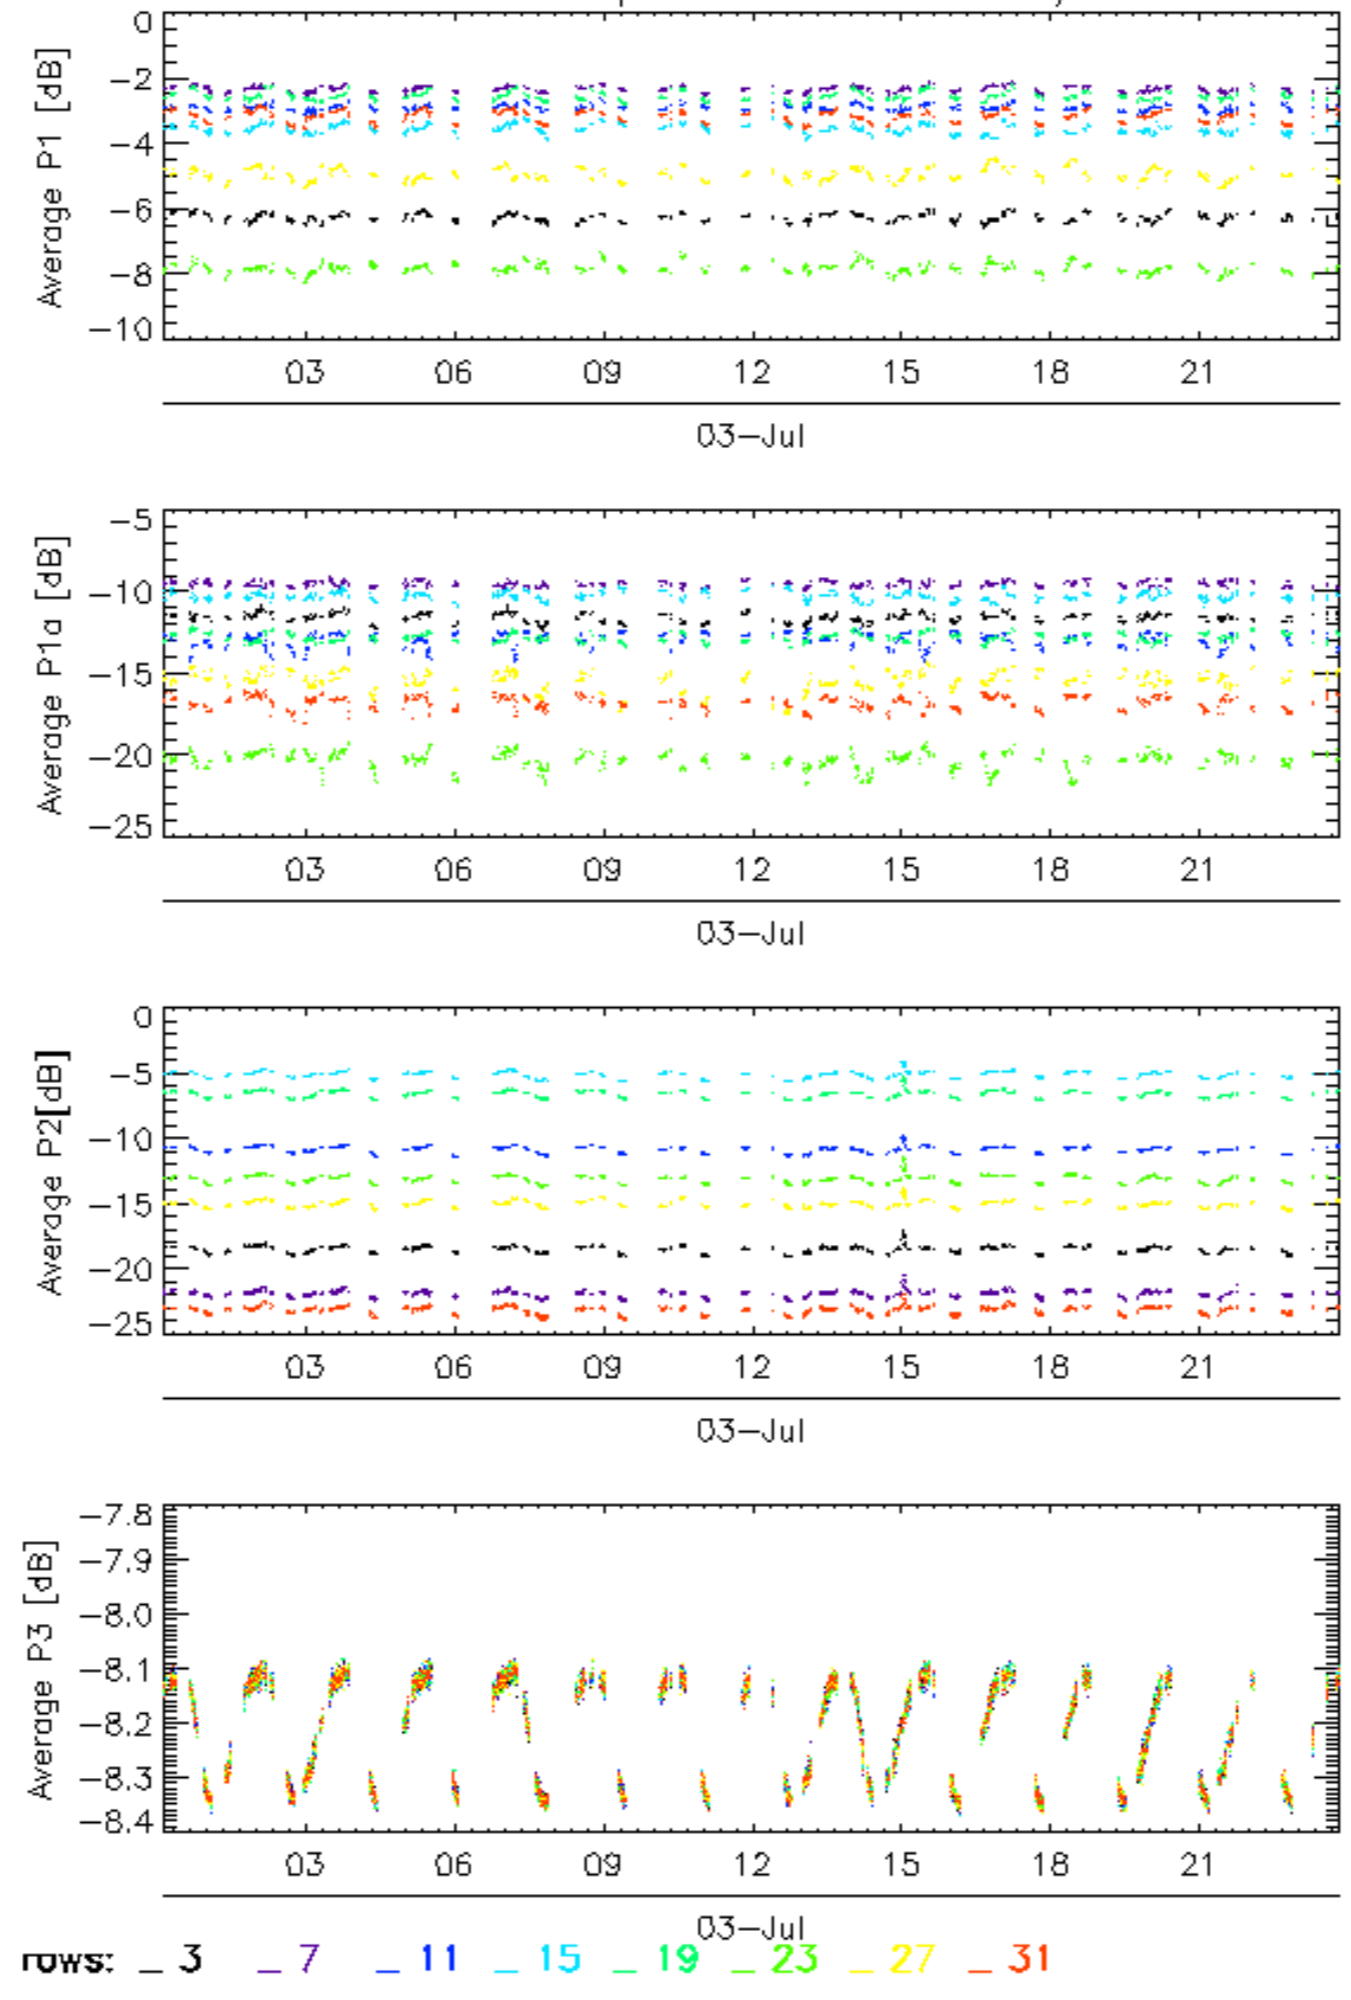 0
−2
−4
−6
−8
−10
Average P1 [dB]
03 06 09 12 15 18 21
03−Jul
−5
−10
−15
−20
−25
Average P1a [dB]
03 06 09 12 15 18 21
03−Jul
0
−5
−10
−15
−20
−25
Average P2[dB]
03 06 09 12 15 18 21
03−Jul
−7.8
−7.9
−8.0
−8.1
−8.2
−8.3
−8.4
Average P3 [dB]
03 06 09 12 15 18 21
03−Jul
rows: _ 3 _ 7 _ 11 _ 15 _ 19 _ 23 _ 27 _ 31